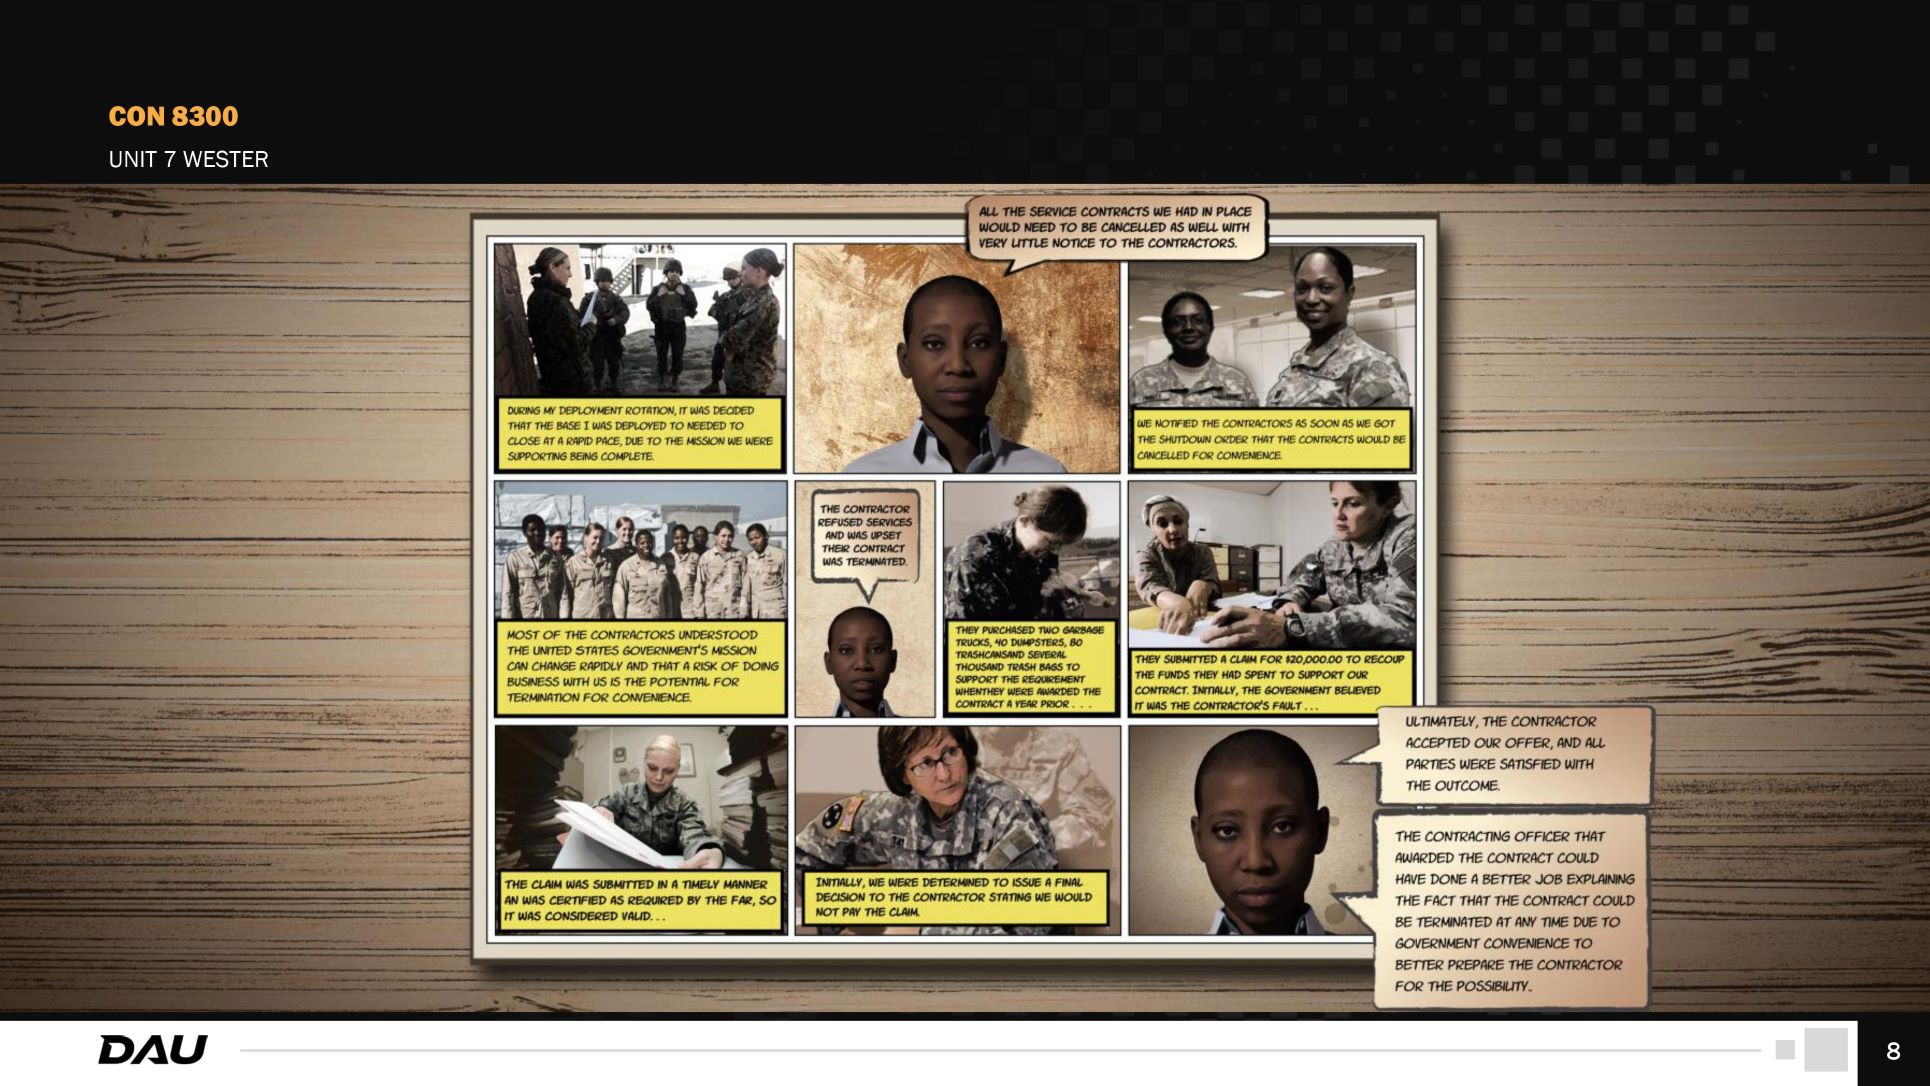 CON 8300
UNIT 7 WESTER
ALL THE SERVICE CONTRACTS WE HAD IN PLACE
WOULD NEED TO BE CANCELLED AS WELL WITH
VERY LITTLE NOTICE TO THE CONTRACTORS.
DURING MY DEPLOYMENT ROTATION, IT WAS DECIDED
THAT THE BASE I WAS DEPLOYED TO NEEDED TO
CLOSE AT A RAPID PACE, DUE TO THE MISSION WE WERE
SUPPORTING BEING COMPLETE.
WE NOTIFIED THE CONTRACTORS AS SOON AS WE GOT
THE SHUTDOWN ORDER THAT THE CONTRACTS WOULD BE
CANCELLED FOR CONVENIENCE.
MOST OF THE CONTRACTORS UNDERSTOOD
THE UNITED STATES GOVERNMENT'S MISSION
CAN CHANGE RAPIDLY AND THAT A RISK OF DOING
BUSINESS WITH US IS THE POTENTIAL FOR
TERMINATION FOR CONVENIENCE.
THE CONTRACTOR
REFUSED SERVICES
AND WAS UPSET
THEIR CONTRACT
WAS TERMINATED.
THEY PURCHASED TWO GARBAGE
TRUCKS, 40 DUMPSTERS, 80
TRASHCANSAND SEVERAL
THOUSAND TRASH BAGS TO
SUPPORT THE REQUIREMENT
WHENTHEY WERE AWARDED THE
CONTRACT A YEAR PRIOR . . .
THEY SUBMITTED A CLAIM FOR $20,000.00 TO RECOUP
THE FUNDS THEY HAD SPENT TO SUPPORT OUR
CONTRACT. INITIALLY, THE GOVERNMENT BELIEVED
IT WAS THE CONTRACTOR'S FAULT . . .
THE CLAIM WAS SUBMITTED IN A TIMELY MANNER
AN WAS CERTIFIED AS REQUIRED BY THE FAR, SO
IT WAS CONSIDERED VALID. . .
INITIALLY, WE WERE DETERMINED TO ISSUE A FINAL
DECISION TO THE CONTRACTOR STATING WE WOULD
NOT PAY THE CLAIM.
ULTIMATELY, THE CONTRACTOR
ACCEPTED OUR OFFER, AND ALL
PARTIES WERE SATISFIED WITH
THE OUTCOME.
THE CONTRACTING OFFICER THAT
AWARDED THE CONTRACT COULD
HAVE DONE A BETTER JOB EXPLAINING
THE FACT THAT THE CONTRACT COULD
BE TERMINATED AT ANY TIME DUE TO
GOVERNMENT CONVENIENCE TO
BETTER PREPARE THE CONTRACTOR
FOR THE POSSIBILITY..
DAU
8